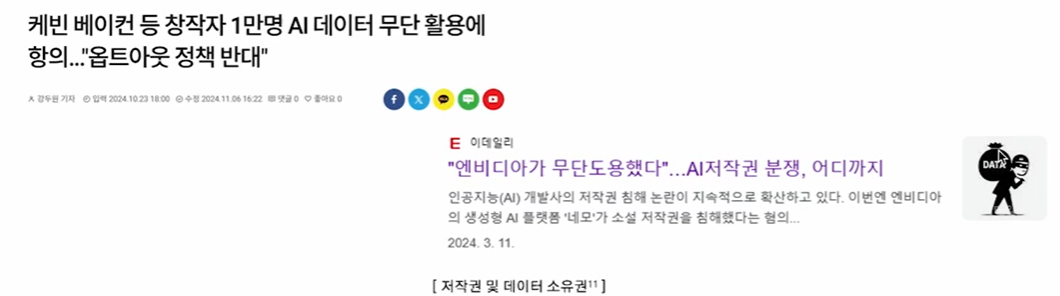 케빈 베이컨 등 창작자 1만명 AI 데이터 무단 활용에
항의..."옵트아웃 정책 반대"
강두원 기자 입력 2024.10.23 18:00 수정 2024.11.06 16:22 댓글 0 좋아요 0
E 이데일리
"엔비디아가 무단도용했다"…AI저작권 분쟁, 어디까지
인공지능(AI) 개발사의 저작권 침해 논란이 지속적으로 확산하고 있다. 이번엔 엔비디아
의 생성형 AI 플랫폼 '네모'가 소설 저작권을 침해했다는 혐의...
2024. 3. 11.
DATA
[ 저작권 및 데이터 소유권¹¹ ]